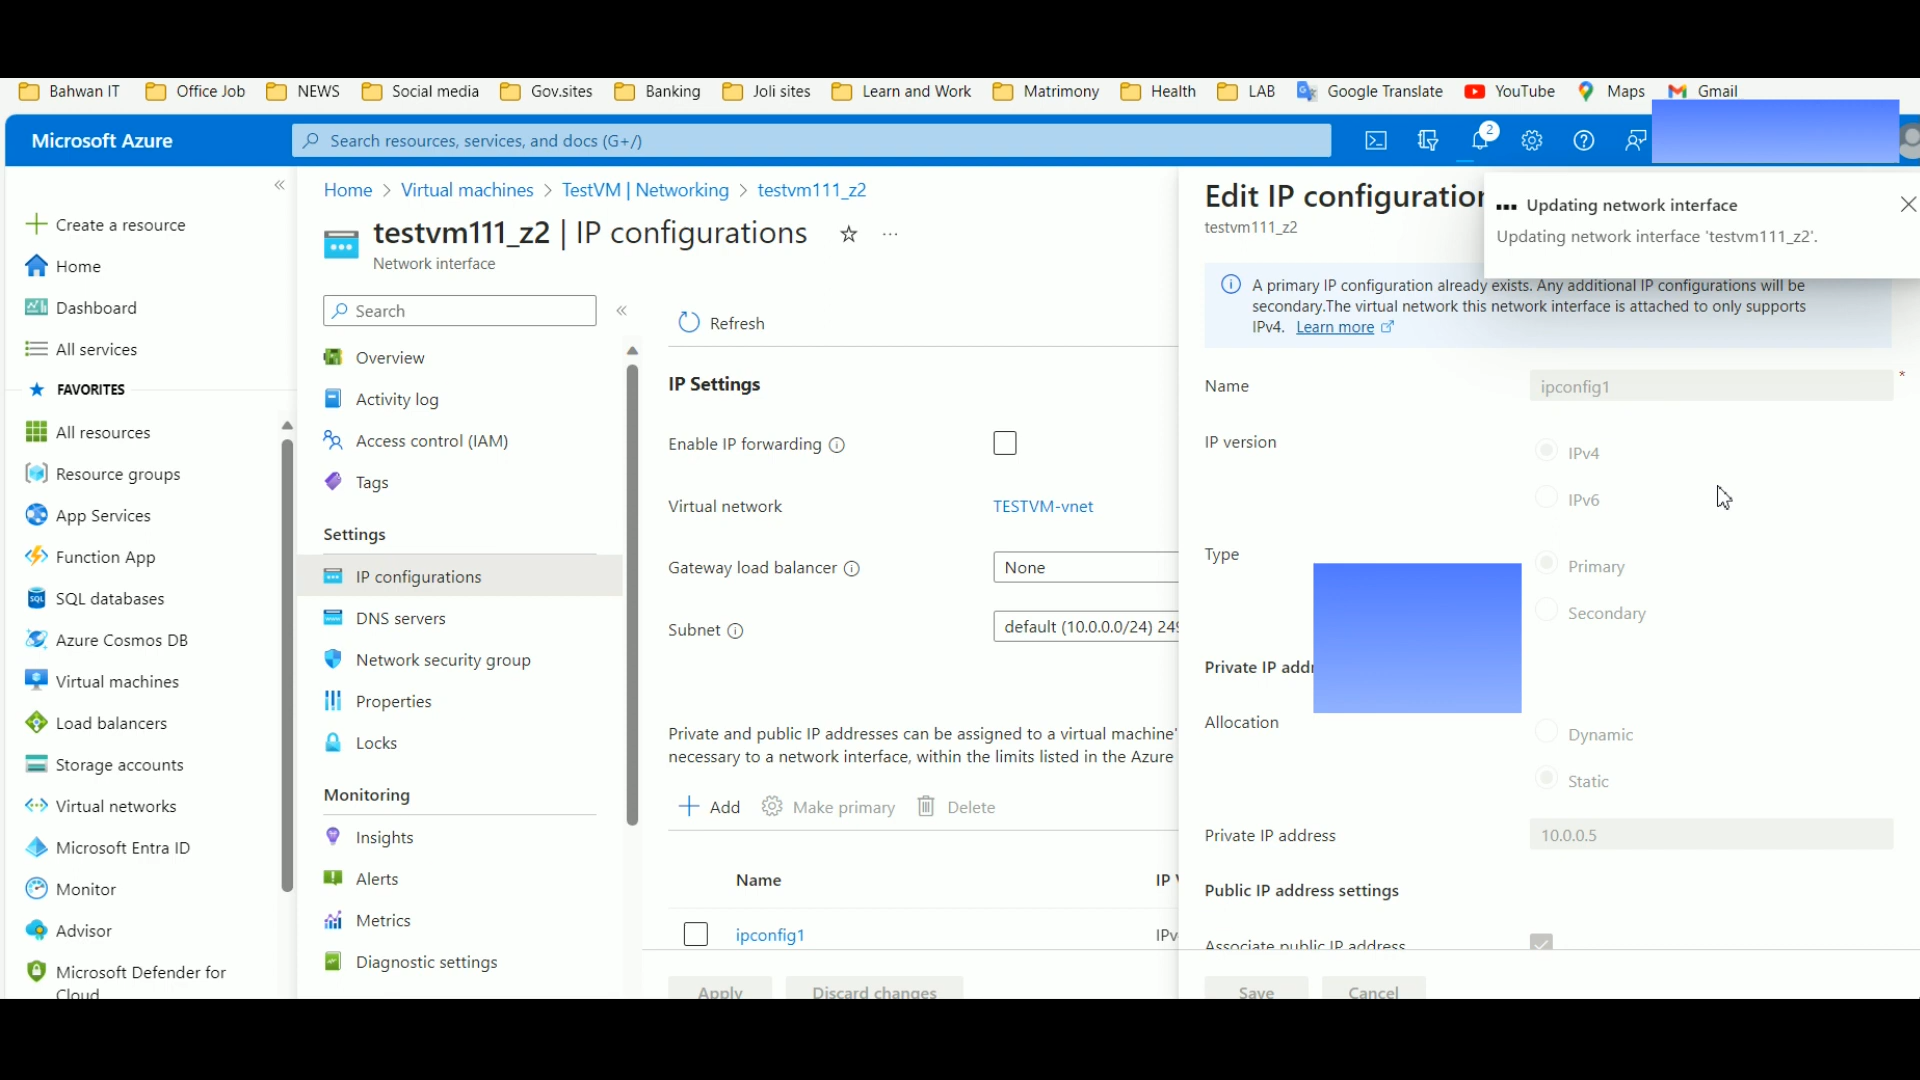 Bahwan IT Office Job NEWS Social media Gov.sites Banking Joli sites Learn and Work Matrimony Health LAB Google Translate YouTube Maps Gmail
Microsoft Azure
Search resources, services, and docs (G+/)
2
Create a resource
Home
Dashboard
All services
FAVORITES
All resources
Resource groups
App Services
Function App
SQL databases
Azure Cosmos DB
Virtual machines
Load balancers
Storage accounts
Virtual networks
Microsoft Entra ID
Monitor
Advisor
Microsoft Defender for
Cloud
Home > Virtual machines > TestVM | Networking > testvm111_z2
testvm111_z2 | IP configurations
Network interface
Search
Overview
Activity log
Access control (IAM)
Tags
Settings
IP configurations
DNS servers
Network security group
Properties
Locks
Monitoring
Insights
Alerts
Metrics
Diagnostic settings
Refresh
IP Settings
Enable IP forwarding
Virtual network TESTVM-vnet
Gateway load balancer None
Subnet default (10.0.0.0/24)
Private and public IP addresses can be assigned to a virtual machine'
necessary to a network interface, within the limits listed in the Azure
Add Make primary Delete
Name IP
ipconfig1
Apply Discard changes
Edit IP configuration
testvm111_z2
Updating network interface
Updating network interface 'testvm111_z2'.
A primary IP configuration already exists. Any additional IP configurations will be
secondary.The virtual network this network interface is attached to only supports
IPv4. Learn more
Name ipconfig1 *
IP version IPv4
IPv6
Type Primary
Secondary
Private IP
Allocation
Dynamic
Static
Private IP address 10.0.0.5
Public IP address settings
Associate public IP address
Save Cancel